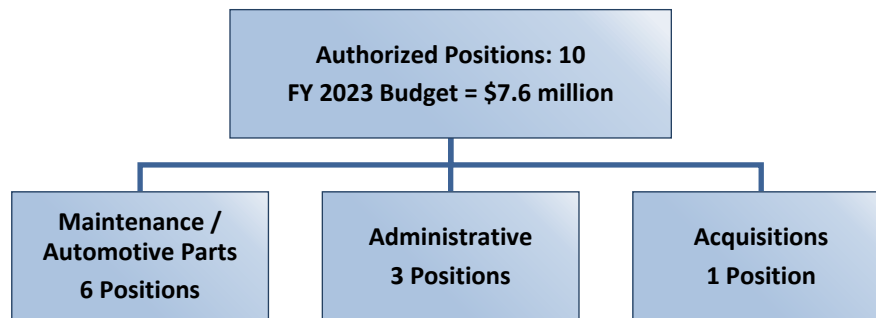 Authorized Positions: 10
FY 2023 Budget = $7.6 million
Maintenance /
Automotive Parts
6 Positions
Administrative
3 Positions
Acquisitions
1 Position